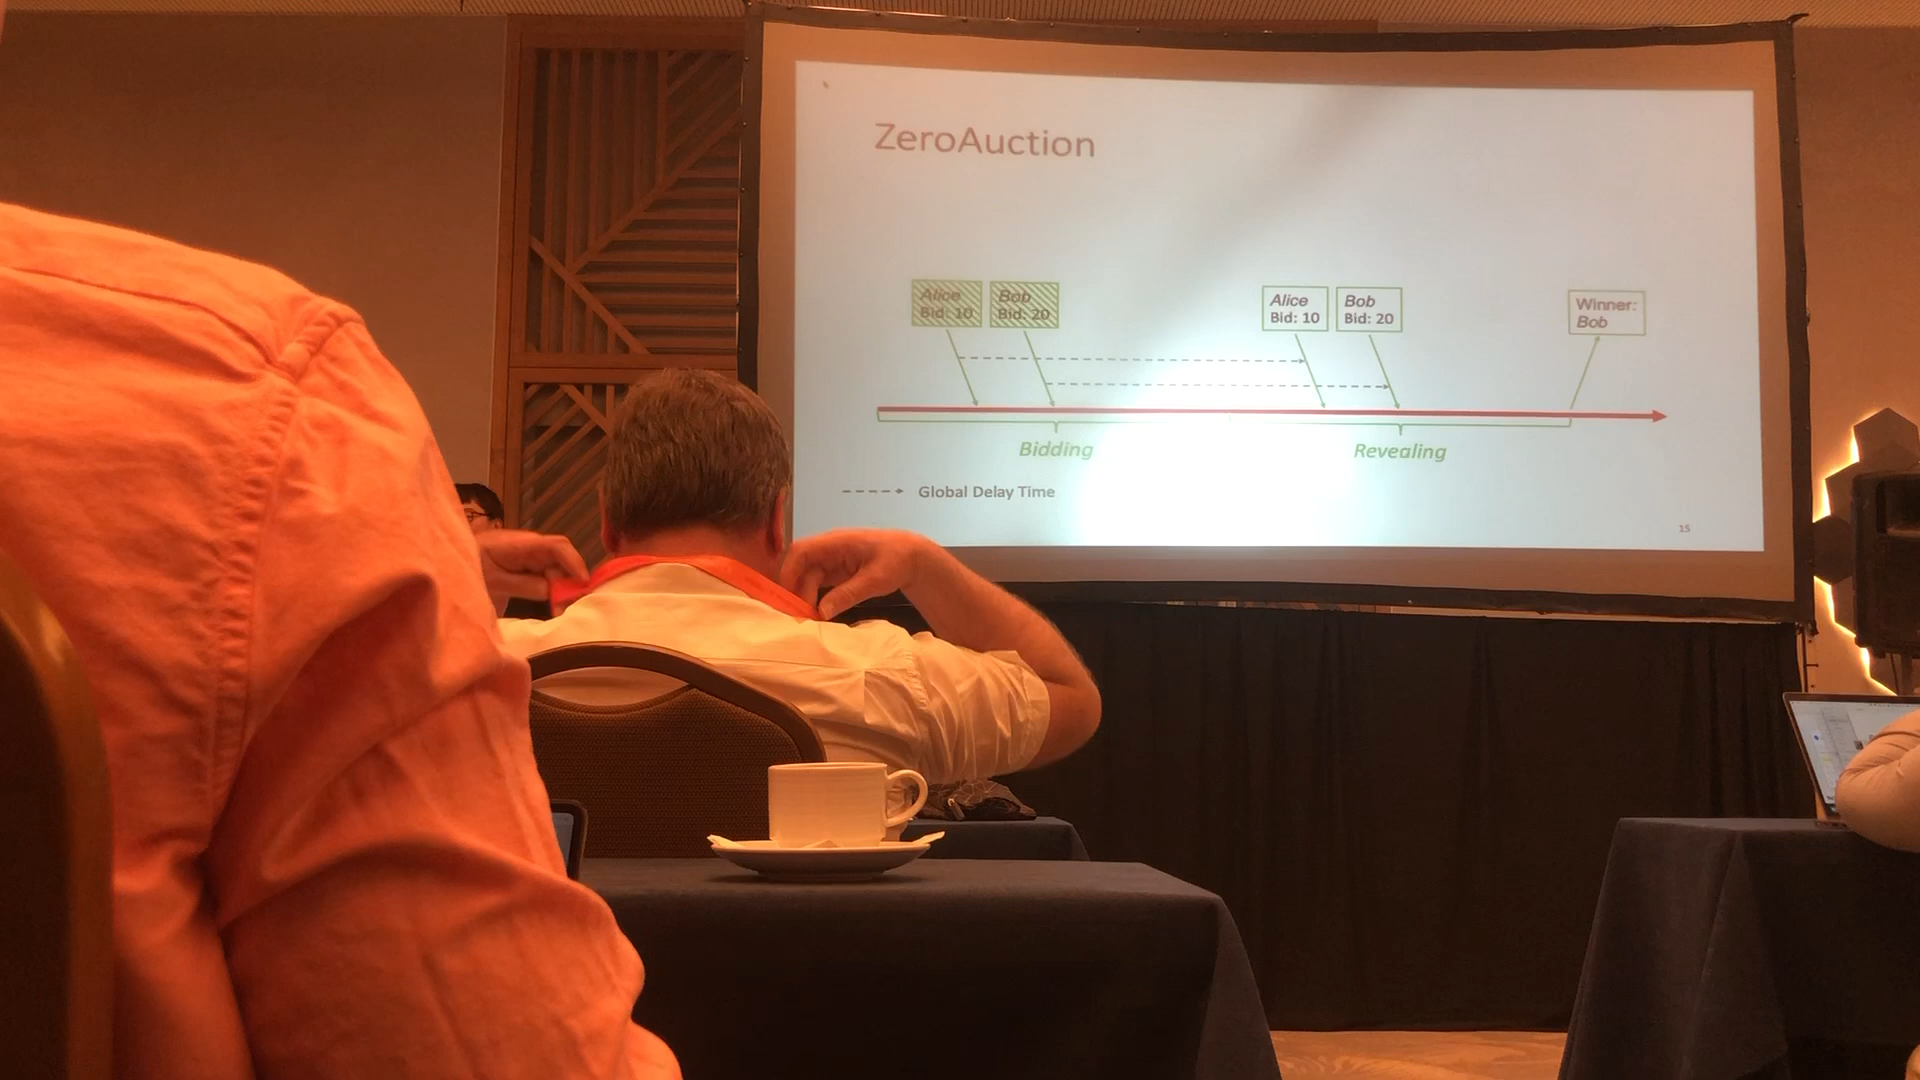 ZeroAuction
Alice
Bid: 10
Bob
Bid: 20
Alice
Bid: 10
Bob
Bid: 20
Winner:
Bob
Bidding
Revealing
Global Delay Time
15